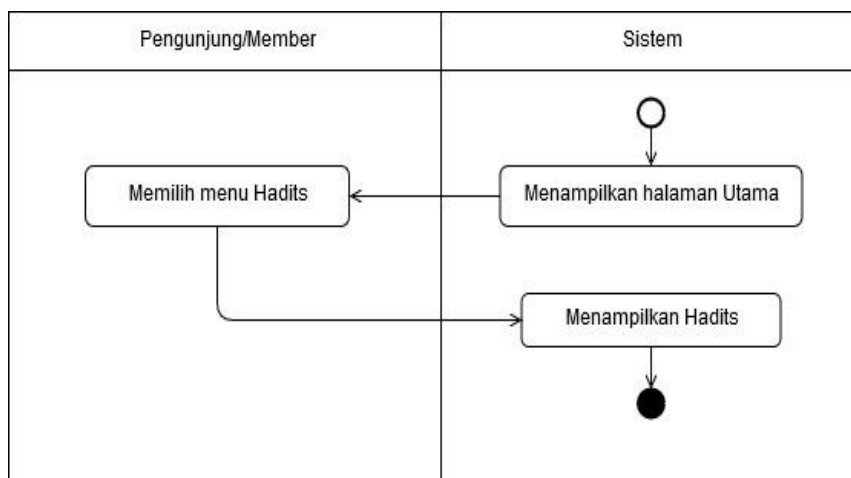 Pengunjung/Member
Sistem
Menampilkan halaman Utama
Memilih menu Hadits
Menampilkan Hadits